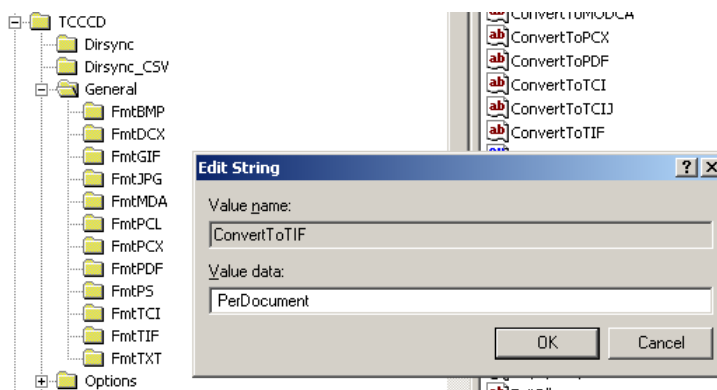 TCCCD
Dirsync
Dirsync_CSV
General
FmtBMP
FmtDCX
FmtGIF
FmtJPG
FmtMDA
FmtPCL
FmtPCX
FmtPDF
FmtPS
FmtTCI
FmtTIF
FmtTXT
Options
ConvertToMODCA
ConvertToPCX
ConvertToPDF
ConvertToTCI
ConvertToTCIJ
ConvertToTIF
Edit String
Value name:
ConvertToTIF
Value data:
PerDocument
OK Cancel